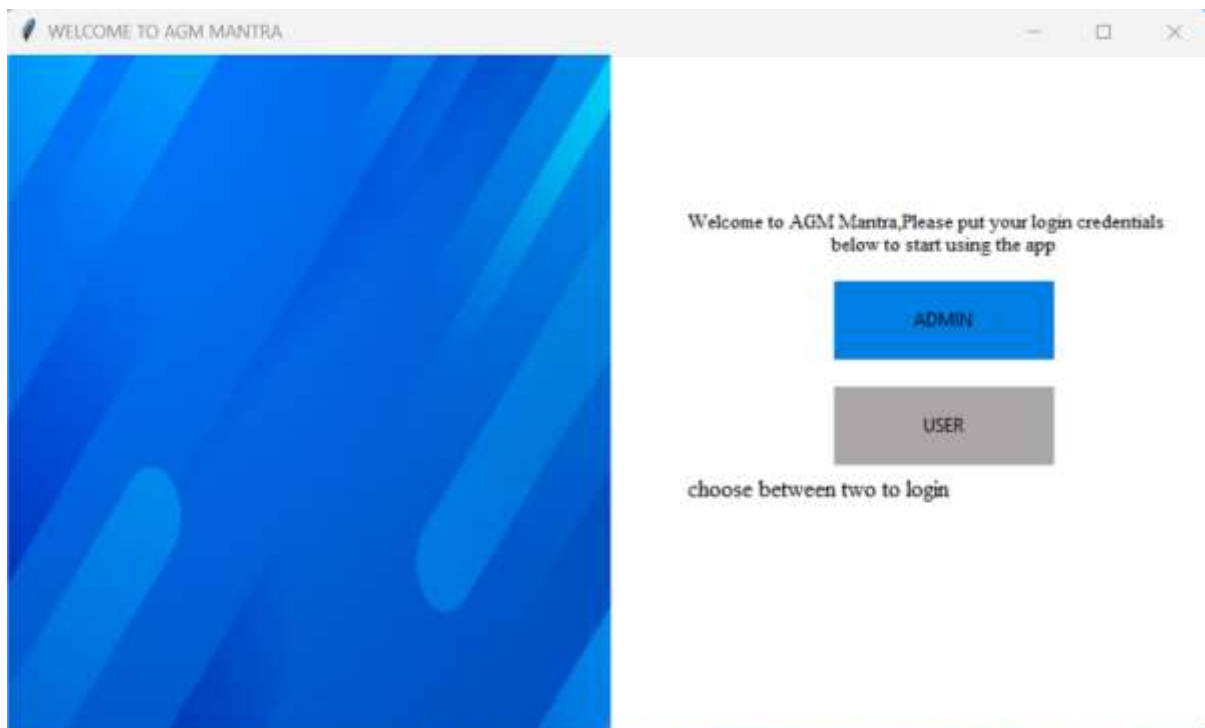 WELCOME TO AGM MANTRA
Welcome to AGM Mantra,Please put your login credentials
below to start using the app
ADMIN
USER
choose between two to login